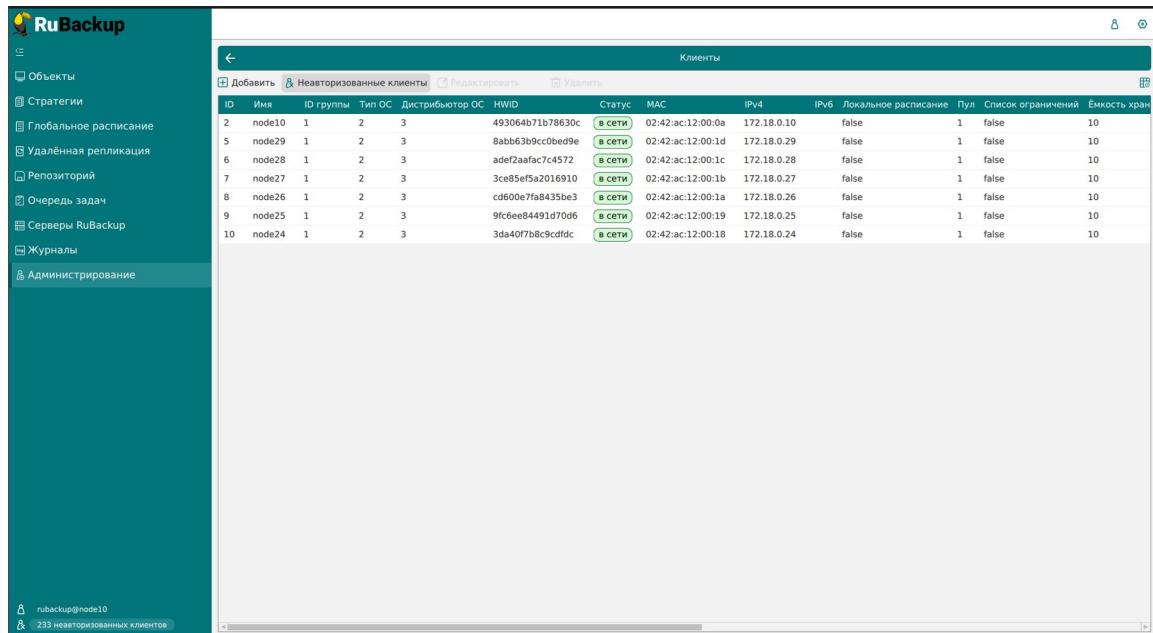 RuBackup
Объекты
Стратегии
Глобальное расписание
Удалённая репликация
Репозиторий
Очередь задач
Серверы RuBackup
Журналы
Администрирование
rubackup@node10
233 неавторизованных клиентов
Клиенты
Добавить Неавторизованные клиенты Редактировать Удалить
ID Имя ID группы Тип ОС Дистрибьютор ОС HWID Статус MAC IPv4 IPv6 Локальное расписание Пул Список ограничений Ёмкость хран
2 node10 1 2 3 493064b71b78630c в сети 02:42:ac:12:00:0a 172.18.0.10 false 1 false 10
5 node29 1 2 3 8abb63b9cc0bed9e в сети 02:42:ac:12:00:1d 172.18.0.29 false 1 false 10
6 node28 1 2 3 adef2aafac7c4572 в сети 02:42:ac:12:00:1c 172.18.0.28 false 1 false 10
7 node27 1 2 3 3ce85ef5a2016910 в сети 02:42:ac:12:00:1b 172.18.0.27 false 1 false 10
8 node26 1 2 3 cd600e7fa8435be3 в сети 02:42:ac:12:00:1a 172.18.0.26 false 1 false 10
9 node25 1 2 3 9fc6ee84491d70d6 в сети 02:42:ac:12:00:19 172.18.0.25 false 1 false 10
10 node24 1 2 3 3da40f7b8c9cdfdc в сети 02:42:ac:12:00:18 172.18.0.24 false 1 false 10